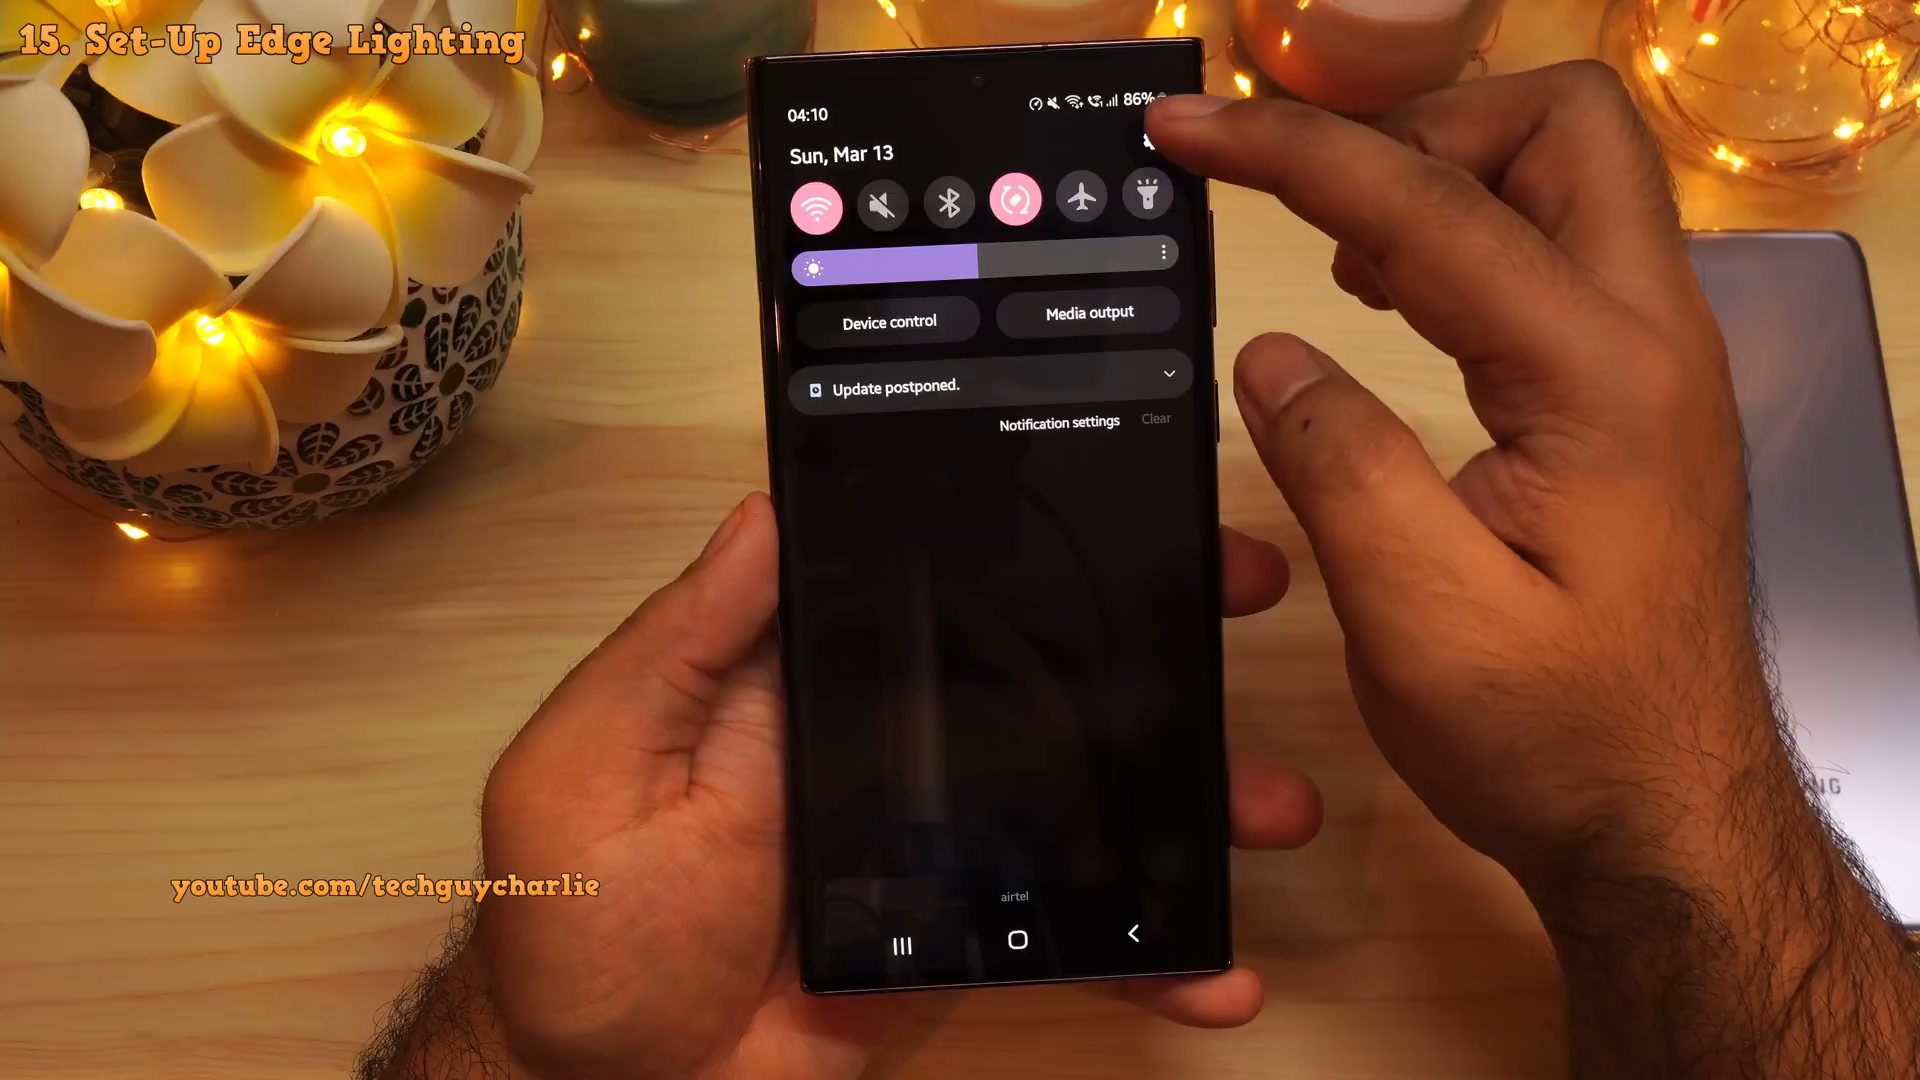 15. Set-Up Edge Lighting
04:10
86%
Sun, Mar 13
Device control
Media output
Update postponed.
Notification settings
Clear
youtube.com/techguycharlie
airtel